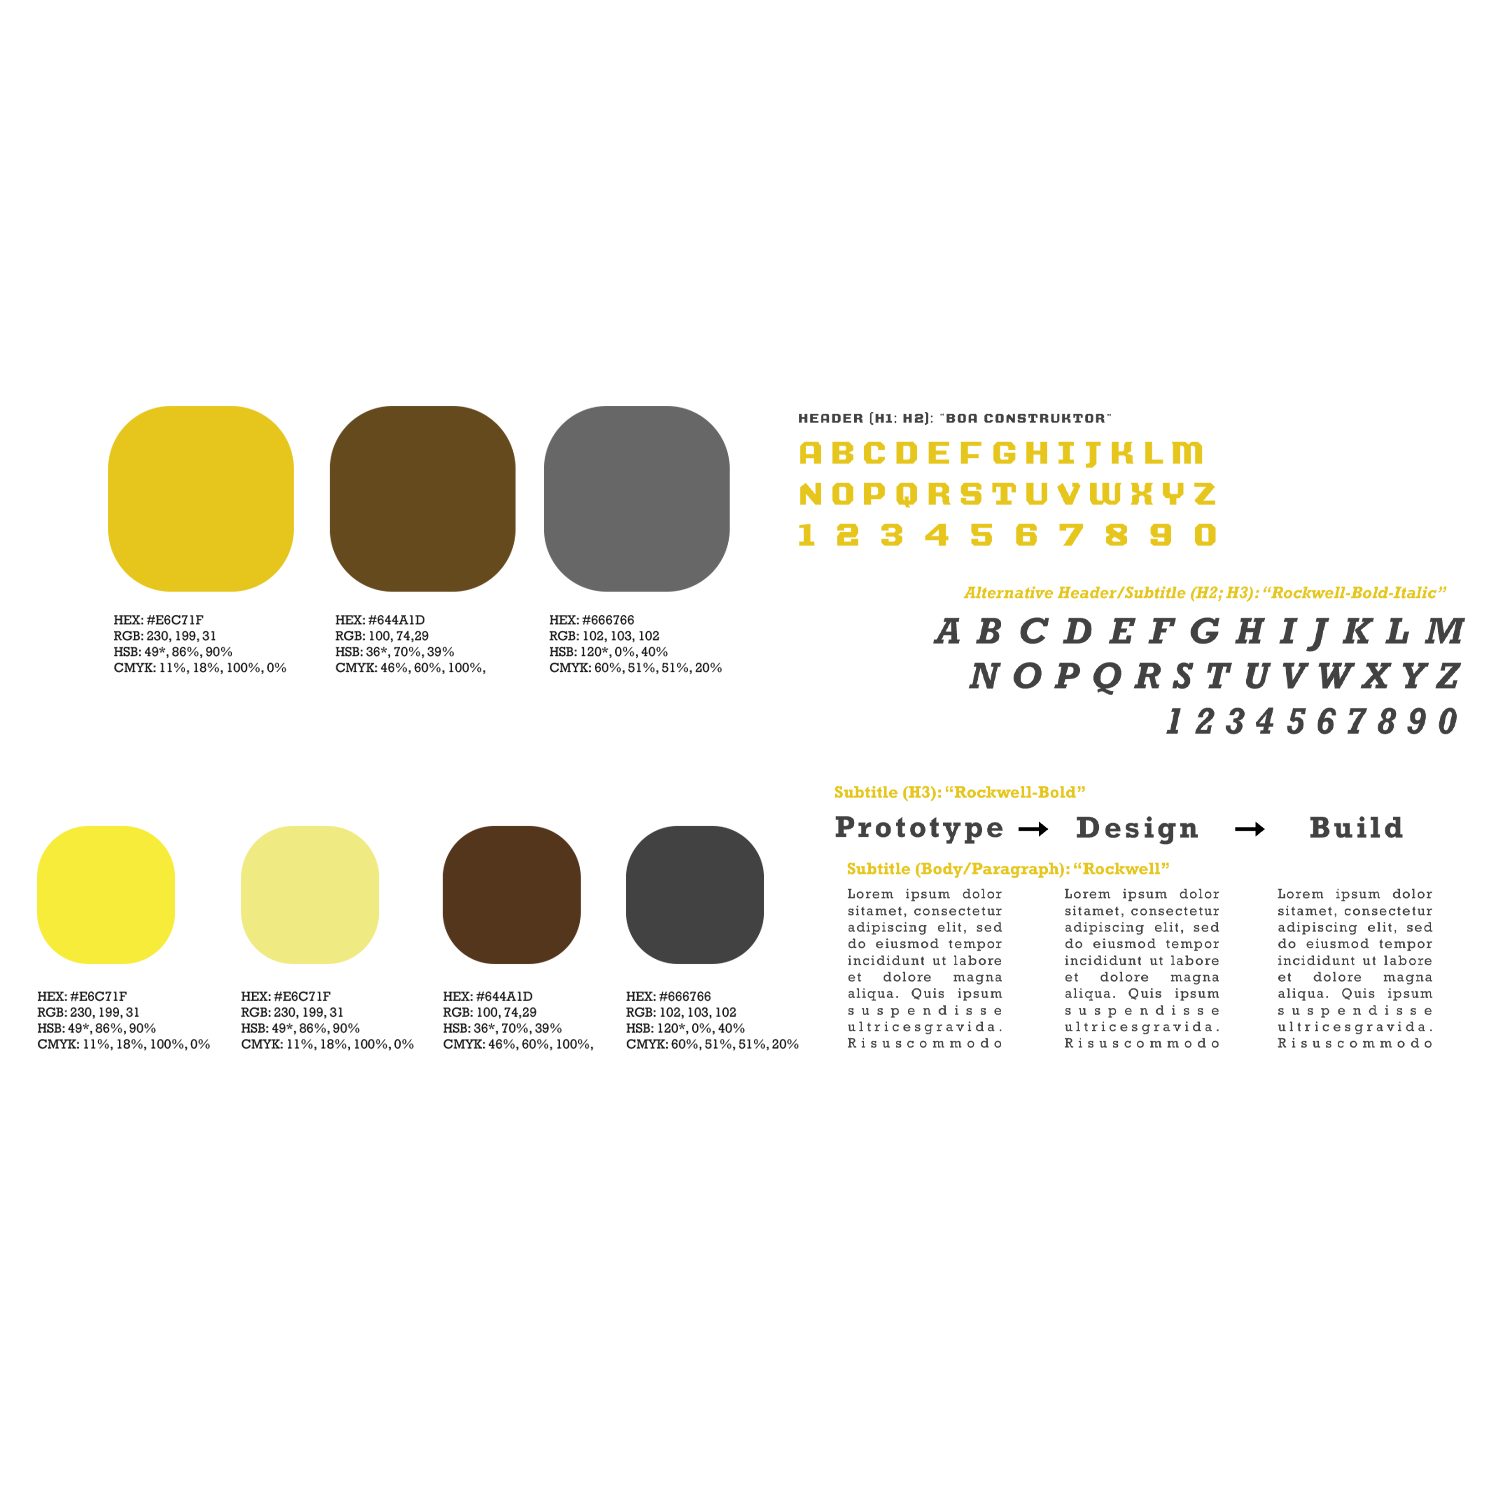 HEX: #E6C71F
RGB: 230, 199, 31
HSB: 49*, 86%, 90%
CMYK: 11%, 18%, 100%, 0%
HEX: #644A1D
RGB: 100, 74,29
HSB: 36*, 70%, 39%
CMYK: 46%, 60%, 100%,
HEX: #666766
RGB: 102, 103, 102
HSB: 120*, 0%, 40%
CMYK: 60%, 51%, 51%, 20%
HEX: #E6C71F
RGB: 230, 199, 31
HSB: 49*, 86%, 90%
CMYK: 11%, 18%, 100%, 0%
HEX: #E6C71F
RGB: 230, 199, 31
HSB: 49*, 86%, 90%
CMYK: 11%, 18%, 100%, 0%
HEX: #644A1D
RGB: 100, 74,29
HSB: 36*, 70%, 39%
CMYK: 46%, 60%, 100%,
HEX: #666766
RGB: 102, 103, 102
HSB: 120*, 0%, 40%
CMYK: 60%, 51%, 51%, 20%
HEADER (H1; H2): "BOA CONSTRUKTOR"
A B C D E F G H I J K L M
N O P Q R S T U V W X Y Z
1 2 3 4 5 6 7 8 9 0
Alternative Header/Subtitle (H2; H3): “Rockwell-Bold-Italic”
A B C D E F G H I J K L M
N O P Q R S T U V W X Y Z
1 2 3 4 5 6 7 8 9 0
Subtitle (H3): “Rockwell-Bold”
Prototype → Design → Build
Subtitle (Body/Paragraph): “Rockwell”
Lorem ipsum dolor
sitamet, consectetur
adipiscing elit, sed
do eiusmod tempor
incididunt ut labore
et dolore magna
aliqua. Quis ipsum
suspendisse
ultricesgravida.
Risuscommodo
Lorem ipsum dolor
sitamet, consectetur
adipiscing elit, sed
do eiusmod tempor
incididunt ut labore
et dolore magna
aliqua. Quis ipsum
suspendisse
ultricesgravida.
Risuscommodo
Lorem ipsum dolor
sitamet, consectetur
adipiscing elit, sed
do eiusmod tempor
incididunt ut labore
et dolore magna
aliqua. Quis ipsum
suspendisse
ultricesgravida.
Risuscommodo